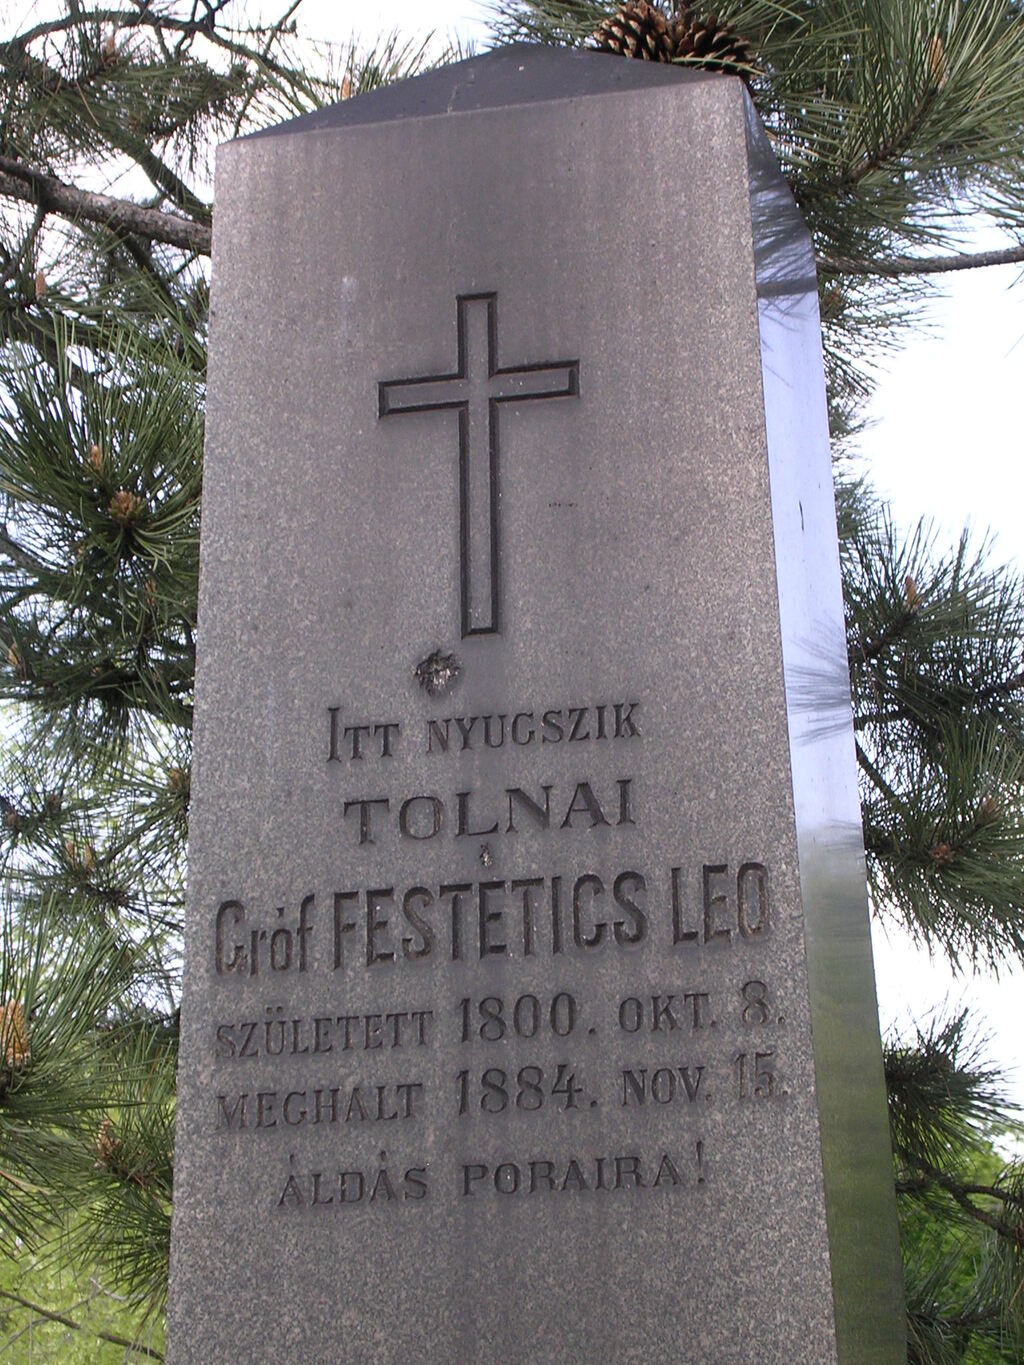 ITT NYUGSZIK
TOLNAI
Gróf FESTETICS LEO
SZÜLETETT 1800. OKT. 8.
MEGHALT 1884. NOV. 15.
ÁLDÁS PORAIRA!